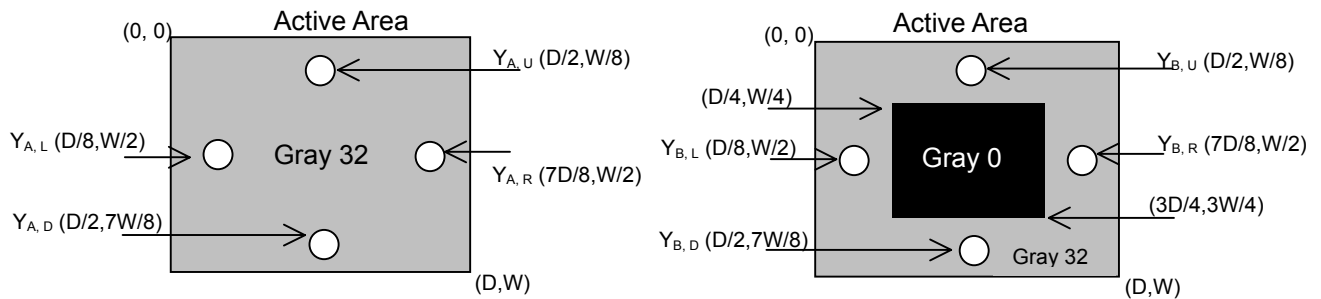 Active Area
(0, 0)
Y_A, U (D/2,W/8)
Y_A, L (D/8,W/2)
Gray 32
Y_A, R (7D/8,W/2)
Y_A, D (D/2,7W/8)
(D,W)
Active Area
(0, 0)
Y_B, U (D/2,W/8)
(D/4,W/4)
Y_B, L (D/8,W/2)
Gray 0
Y_B, R (7D/8,W/2)
(3D/4,3W/4)
Y_B, D (D/2,7W/8)
Gray 32
(D,W)